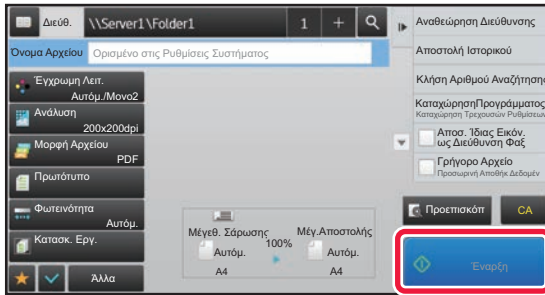 Διεύθ. \\Server1\Folder1 1 +
Όνομα Αρχείου Ορισμένο στις Ρυθμίσεις Συστήματος
Έγχρωμη Λειτ.
Αυτόμ./Μονο2
Ανάλυση
200x200dpi
Μορφή Αρχείου
PDF
Πρωτότυπο
Φωτεινότητα
Αυτόμ.
Κατασκ. Εργ.
Άλλα
Μέγεθ. Σάρωσης
Αυτόμ.
A4
100%
Μέγ.Αποστολής
Αυτόμ.
A4
Αναθεώρηση Διεύθυνσης
Αποστολή Ιστορικού
Κλήση Αριθμού Αναζήτησης
ΚαταχώρησηΠρογράμματος
Καταχώρηση Τρεχουσών Ρυθμίσεων
Αποσ. Ίδιας Εικόν.
ως Διεύθυνση Φαξ
Γρήγορο Αρχείο
Προσωρινή Αποθήκ Δεδομέν
Προεπισκόπ
CA
Έναρξη